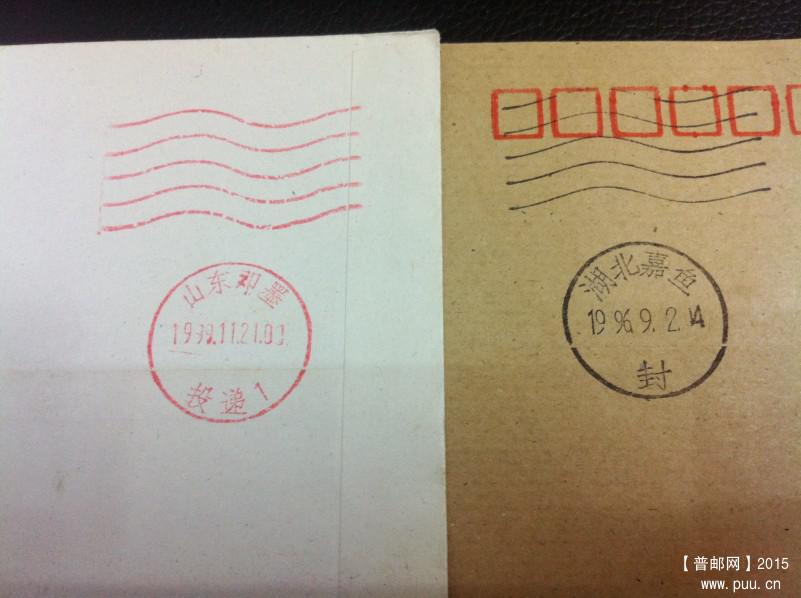 山东即墨
1999.11.21.00
投递1
湖北嘉鱼
1996.9.2.14
封
【普邮网】2015
www.puu.cn